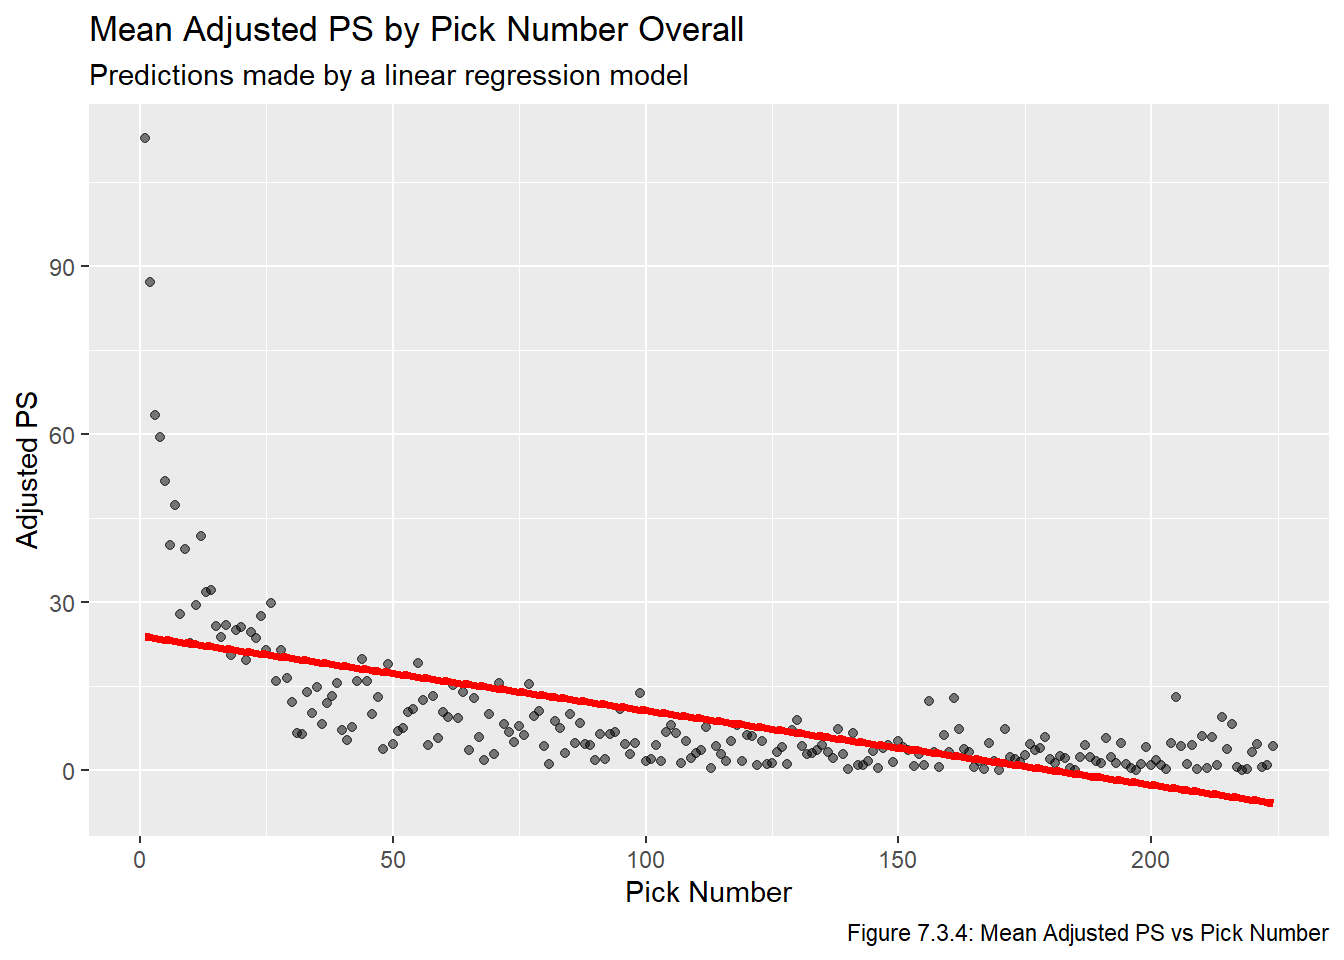 Mean Adjusted PS by Pick Number Overall
Predictions made by a linear regression model
Adjusted PS
90
60
30
0
0 50 100 150 200
Pick Number
Figure 7.3.4: Mean Adjusted PS vs Pick Number